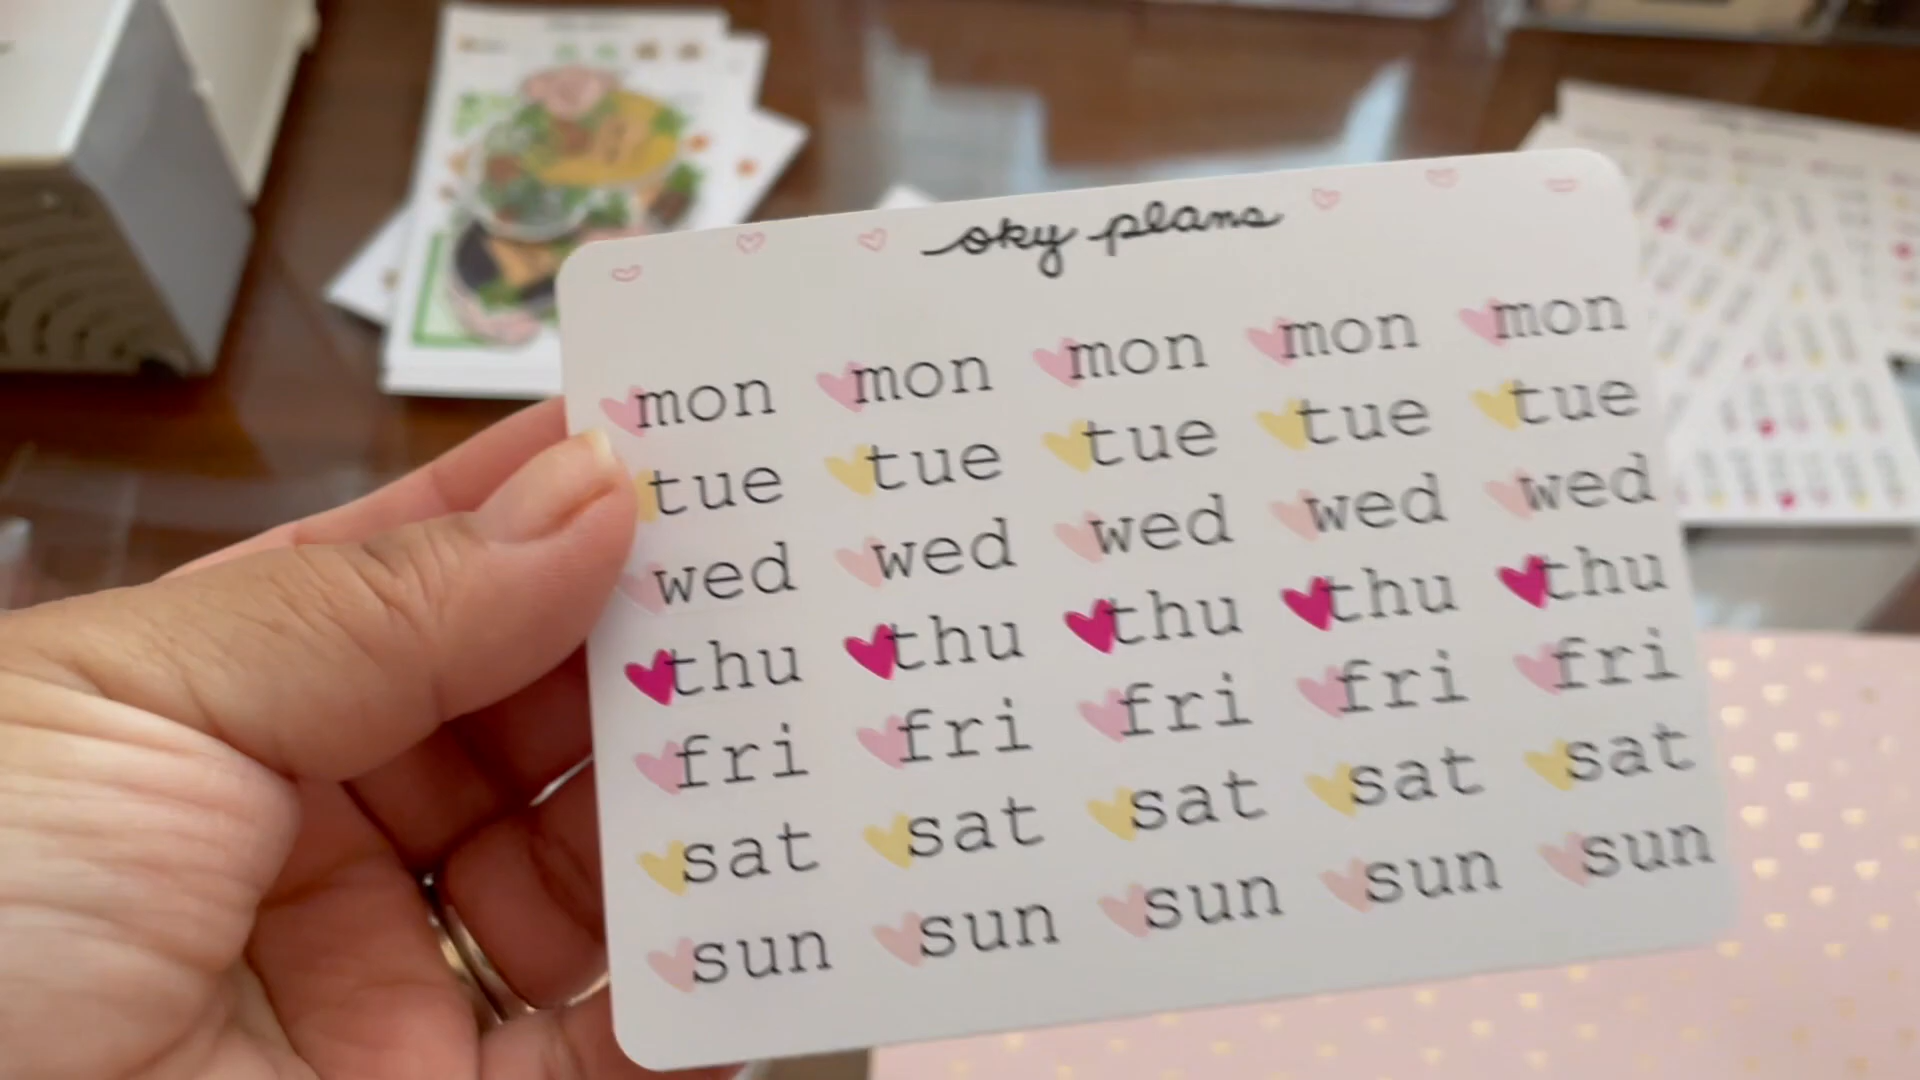 oky plans
mon mon mon mon mon
tue tue tue tue tue
wed wed wed wed wed
thu thu thu thu thu
fri fri fri fri fri
sat sat sat sat sat
sun sun sun sun sun